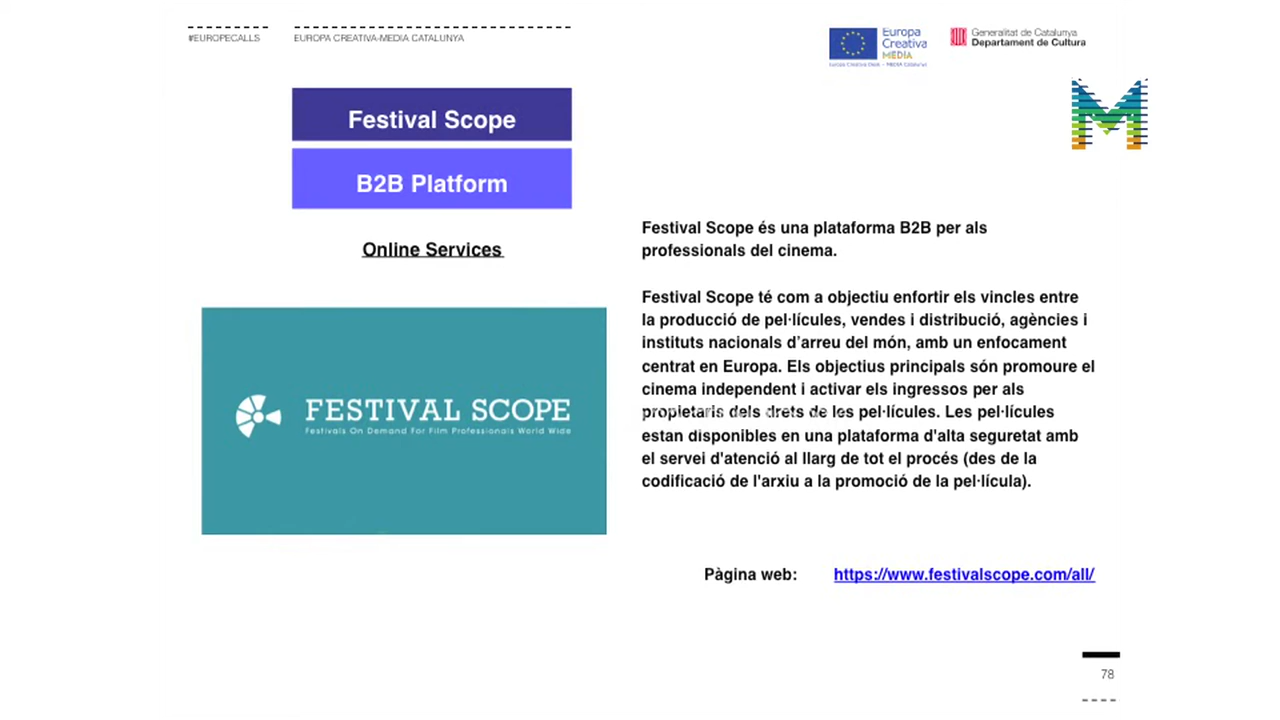 #EUROPECALLS
EUROPA CREATIVA-MEDIA CATALUNYA
Europa
Creativa
MEDIA
Europa Creativa Desk – MEDIA Catalunya
Generalitat de Catalunya
Departament de Cultura
M
Festival Scope
B2B Platform
Online Services
FESTIVAL SCOPE
Festivals On Demand For Film Professionals World Wide
Festival Scope és una plataforma B2B per als
professionals del cinema.
Festival Scope té com a objectiu enfortir els vincles entre
la producció de pel·lícules, vendes i distribució, agències i
instituts nacionals d’arreu del món, amb un enfocament
centrat en Europa. Els objectius principals són promoure el
cinema independent i activar els ingressos per als
propietaris dels drets de les pel·lícules. Les pel·lícules
estan disponibles en una plataforma d'alta seguretat amb
el servei d'atenció al llarg de tot el procés (des de la
codificació de l'arxiu a la promoció de la pel·lícula).
Pàgina web: https://www.festivalscope.com/all/
78